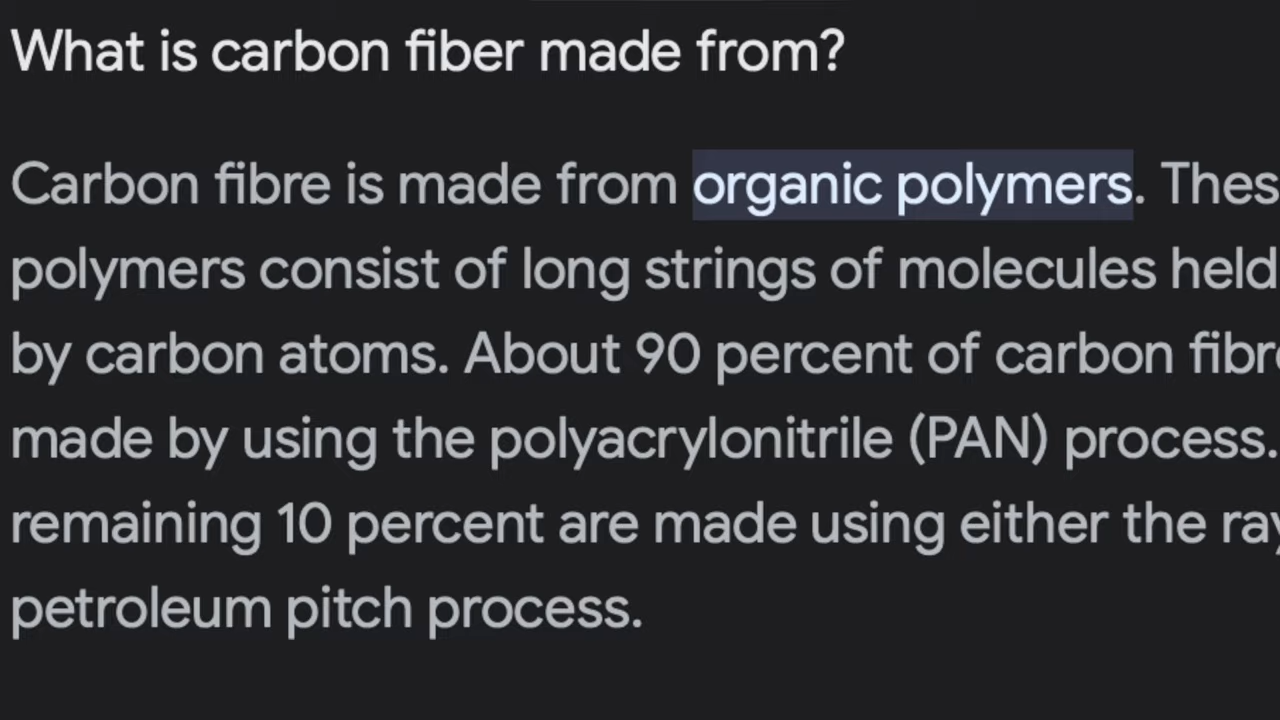 What is carbon fiber made from?
Carbon fibre is made from organic polymers. Thes
polymers consist of long strings of molecules held
by carbon atoms. About 90 percent of carbon fibr
made by using the polyacrylonitrile (PAN) process.
remaining 10 percent are made using either the ray
petroleum pitch process.